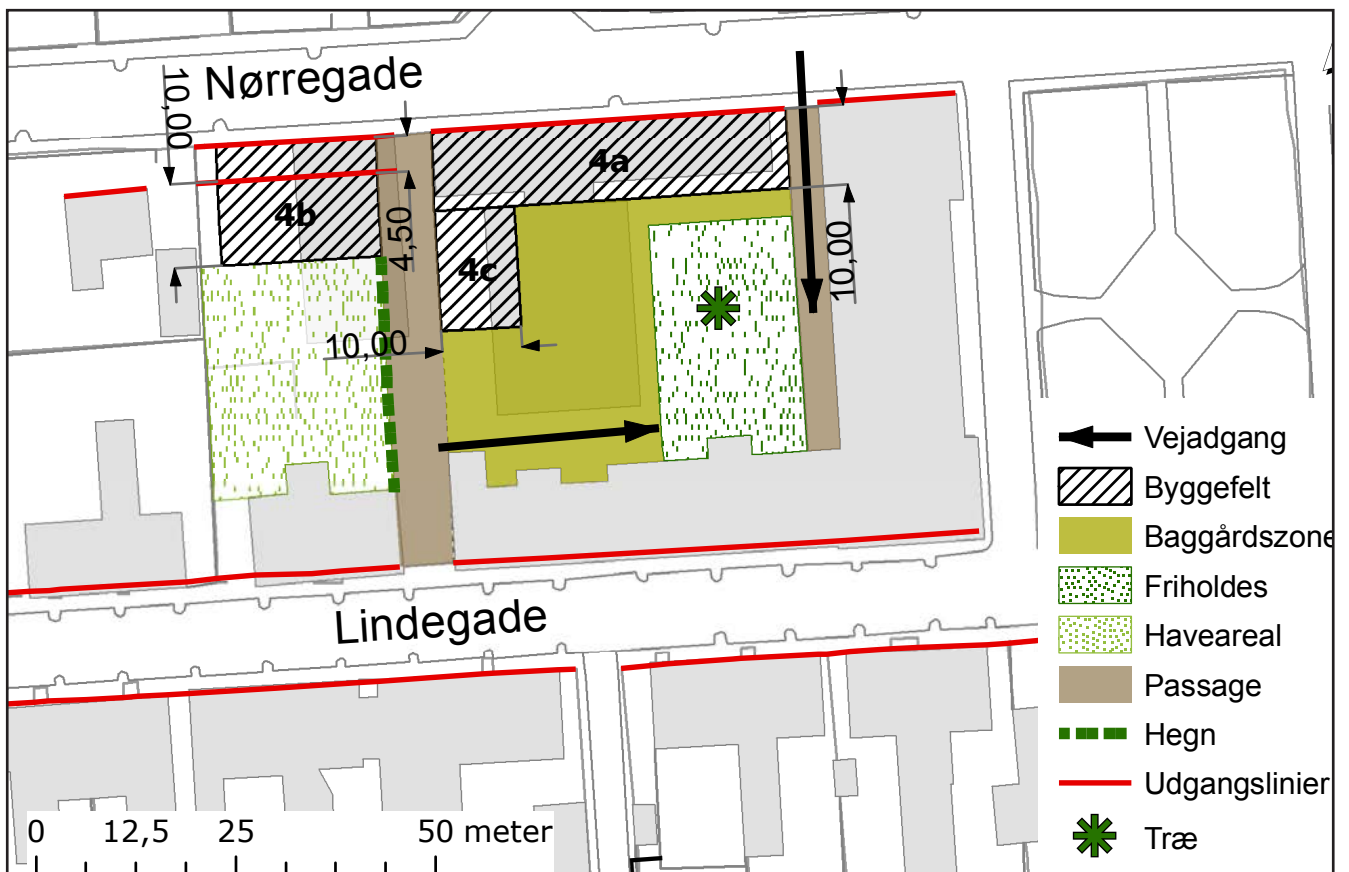 Nørregade
10,00
4a
4b
4,50
4c
10,00
10,00
Lindegade
Vejadgang
Byggefelt
Baggårdszone
Friholdes
Haveareal
Passage
Hegn
Udgangslinier
Træ
0 12,5 25 50 meter